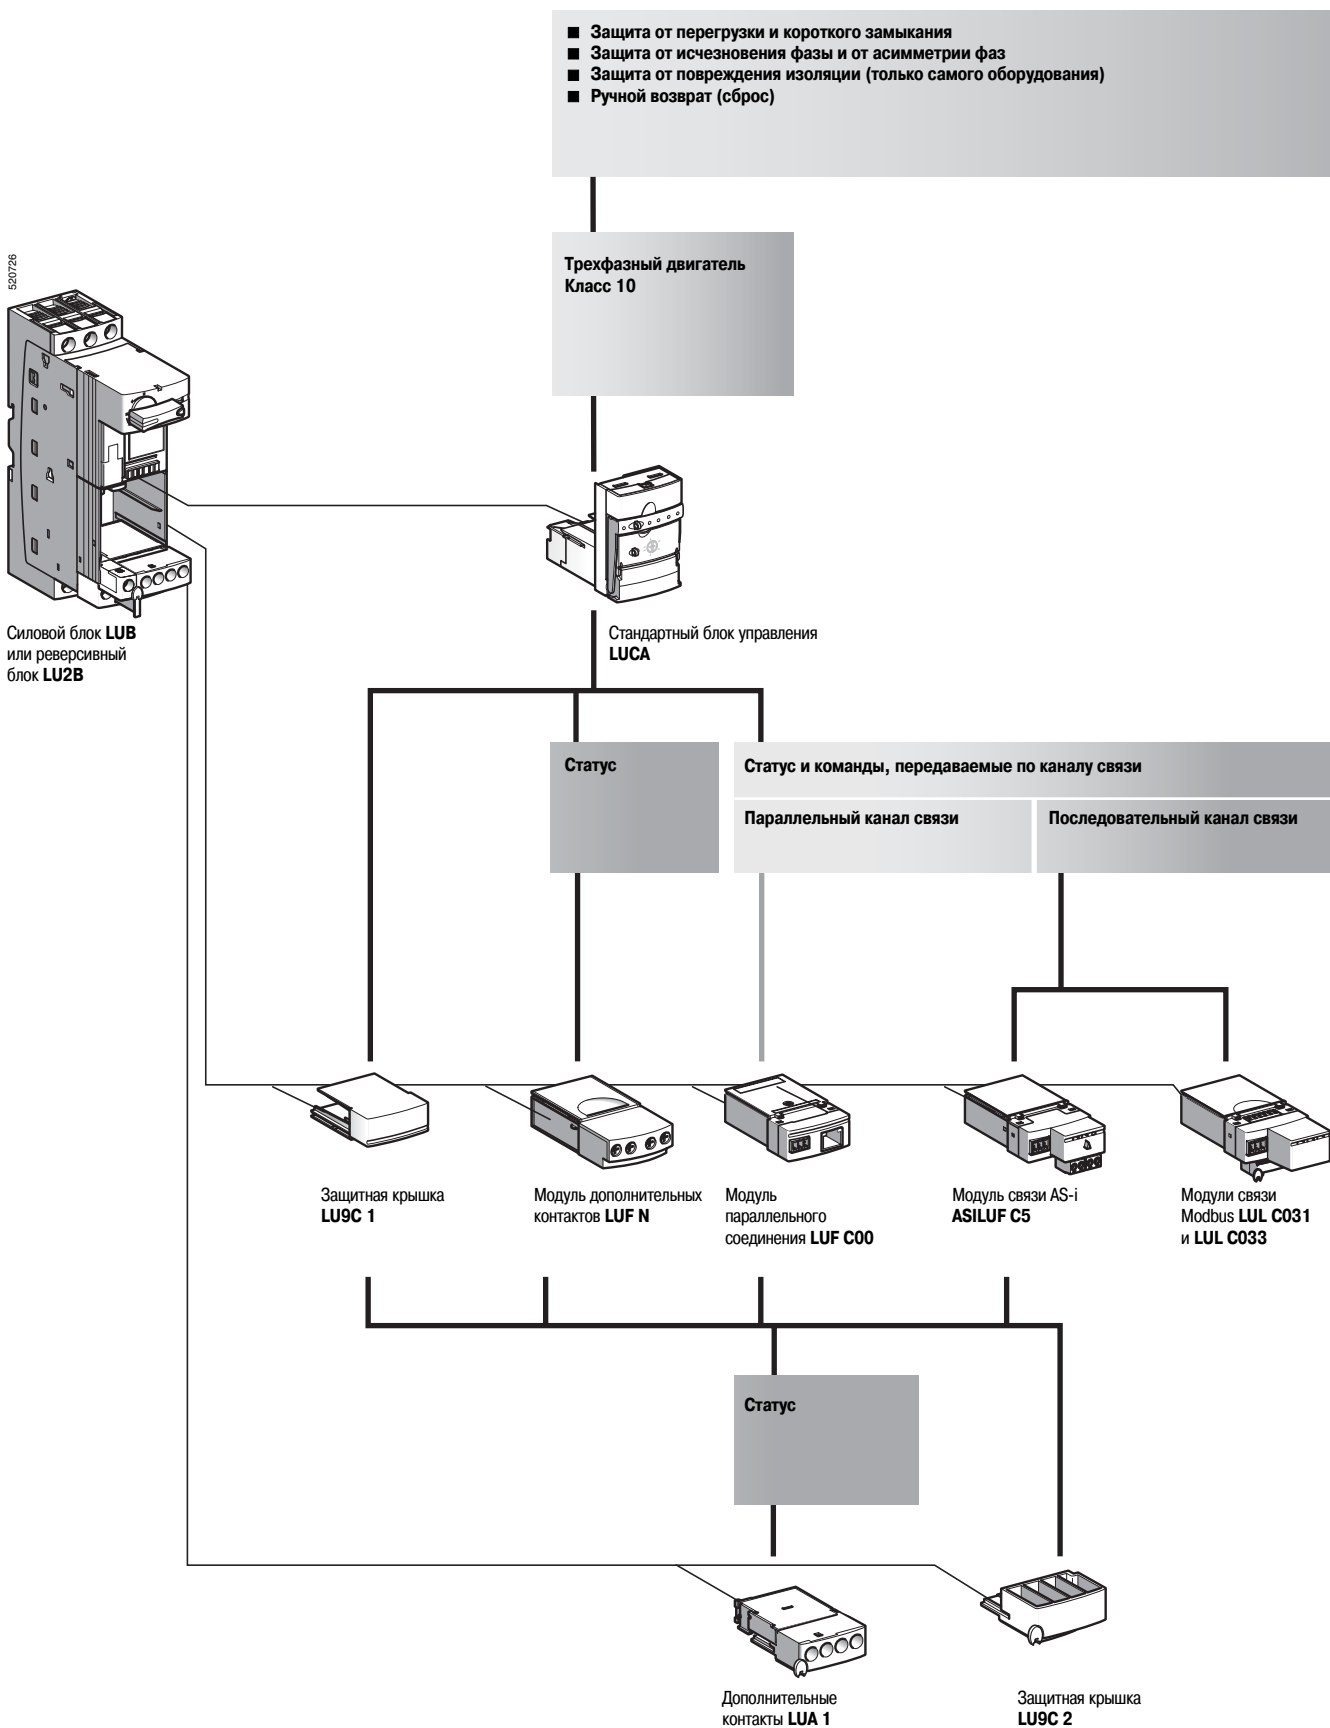 Защита от перегрузки и короткого замыкания
Защита от исчезновения фазы и от асимметрии фаз
Защита от повреждения изоляции (только самого оборудования)
Ручной возврат (сброс)
520726
Трехфазный двигатель
Класс 10
Силовой блок LUB
или реверсивный
блок LU2B
Стандартный блок управления
LUCA
Статус
Статус и команды, передаваемые по каналу связи
Параллельный канал связи
Последовательный канал связи
Защитная крышка
LU9C 1
Модуль дополнительных
контактов LUF N
Модуль
параллельного
соединения LUF C00
Модуль связи AS-i
ASILUF C5
Модули связи
Modbus LUL C031
и LUL C033
Статус
Дополнительные
контакты LUA 1
Защитная крышка
LU9C 2